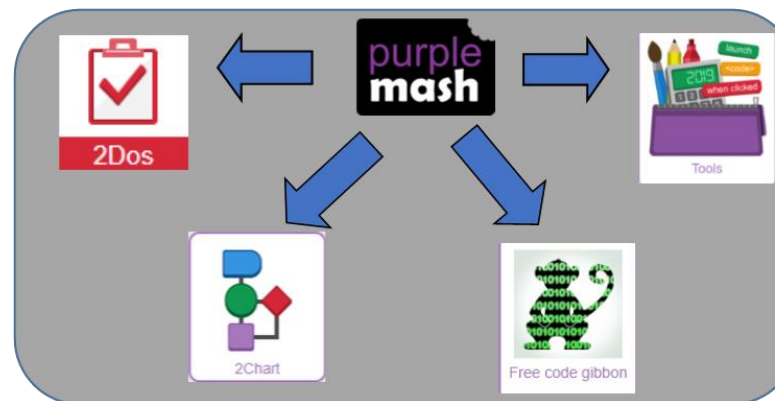 purple
mash
2Dos
launch
<code>
2019
when clicked
Tools
2Chart
Free code gibbon